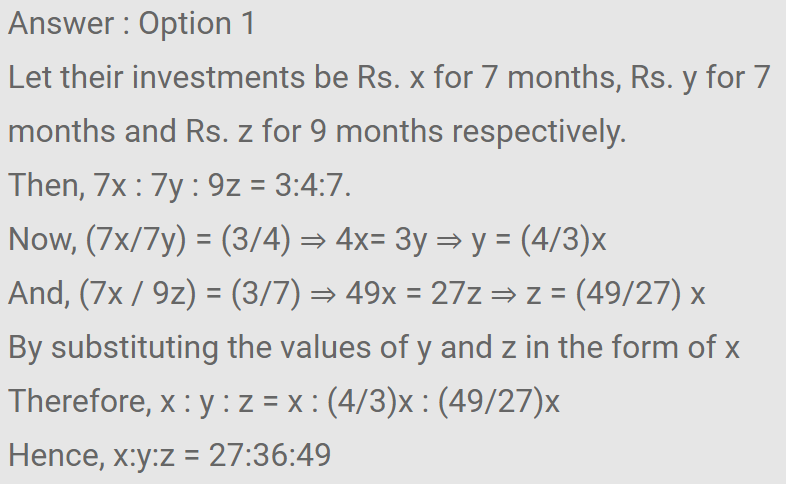 Answer : Option 1
Let their investments be Rs. x for 7 months, Rs. y for 7
months and Rs. z for 9 months respectively.
Then, 7x : 7y : 9z = 3:4:7.
Now, (7x/7y) = (3/4) ⇒ 4x= 3y ⇒ y = (4/3)x
And, (7x / 9z) = (3/7) ⇒ 49x = 27z ⇒ z = (49/27) x
By substituting the values of y and z in the form of x
Therefore, x : y : z = x : (4/3)x : (49/27)x
Hence, x:y:z = 27:36:49